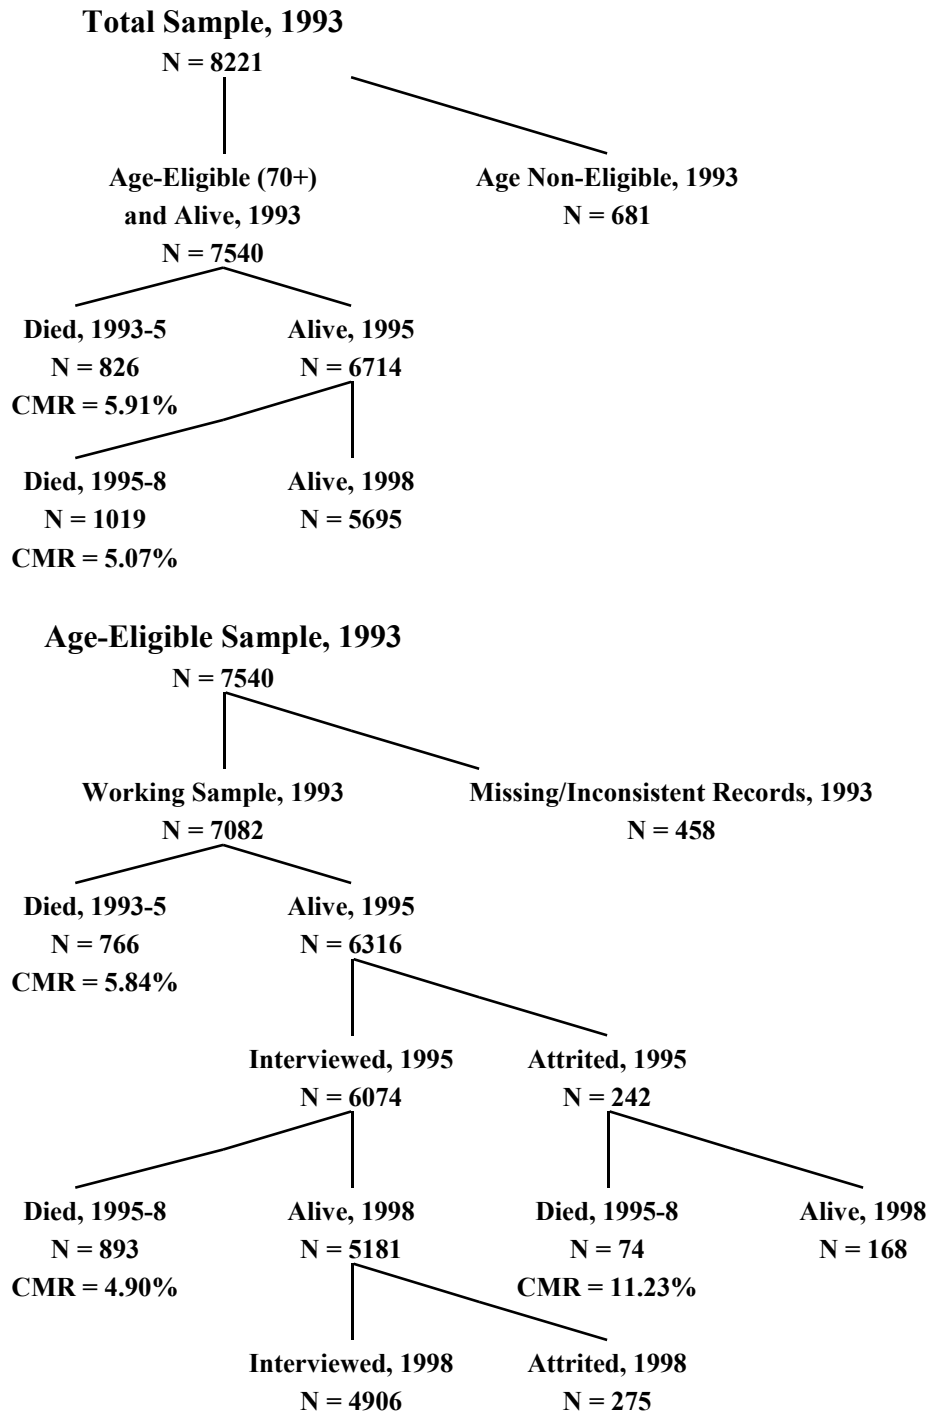 Total Sample, 1993
N = 8221
Age-Eligible (70+)
and Alive, 1993
N = 7540
Age Non-Eligible, 1993
N = 681
Died, 1993-5
N = 826
CMR = 5.91%
Alive, 1995
N = 6714
Died, 1995-8
N = 1019
CMR = 5.07%
Alive, 1998
N = 5695
Age-Eligible Sample, 1993
N = 7540
Working Sample, 1993
N = 7082
Missing/Inconsistent Records, 1993
N = 458
Died, 1993-5
N = 766
CMR = 5.84%
Alive, 1995
N = 6316
Interviewed, 1995
N = 6074
Attrited, 1995
N = 242
Died, 1995-8
N = 893
CMR = 4.90%
Alive, 1998
N = 5181
Died, 1995-8
N = 74
CMR = 11.23%
Alive, 1998
N = 168
Interviewed, 1998
N = 4906
Attrited, 1998
N = 275